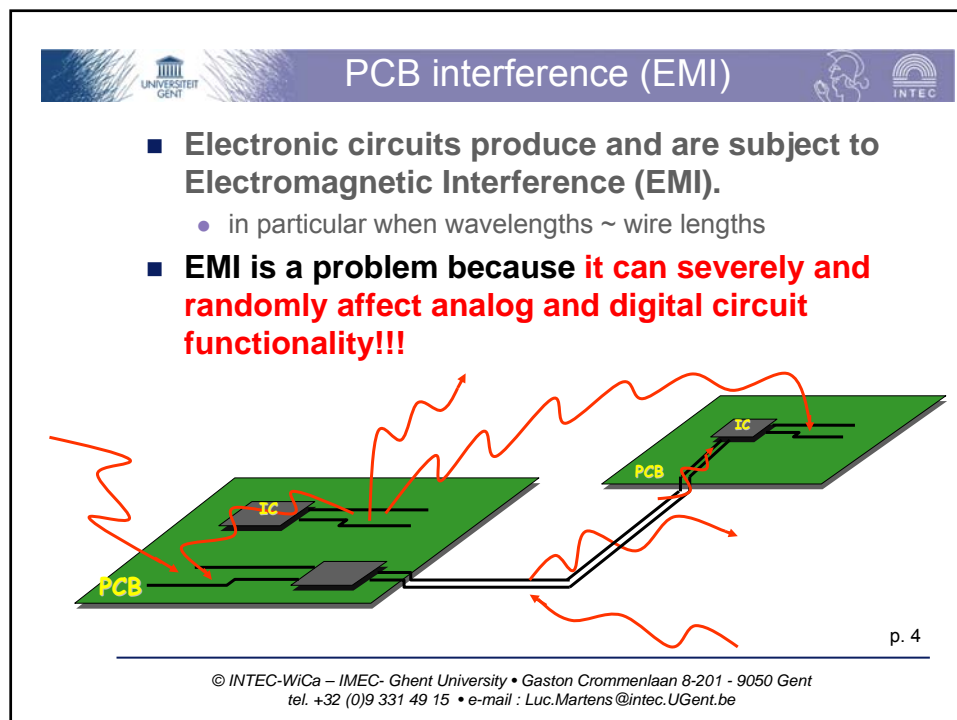 UNIVERSITEIT
GENT
PCB interference (EMI)
INTEC
■ Electronic circuits produce and are subject to
Electromagnetic Interference (EMI).
● in particular when wavelengths ~ wire lengths
■ EMI is a problem because it can severely and
randomly affect analog and digital circuit
functionality!!!
IC
PCB
IC
PCB
p. 4
© INTEC-WiCa – IMEC- Ghent University • Gaston Crommenlaan 8-201 - 9050 Gent
tel. +32 (0)9 331 49 15 • e-mail : Luc.Martens@intec.UGent.be